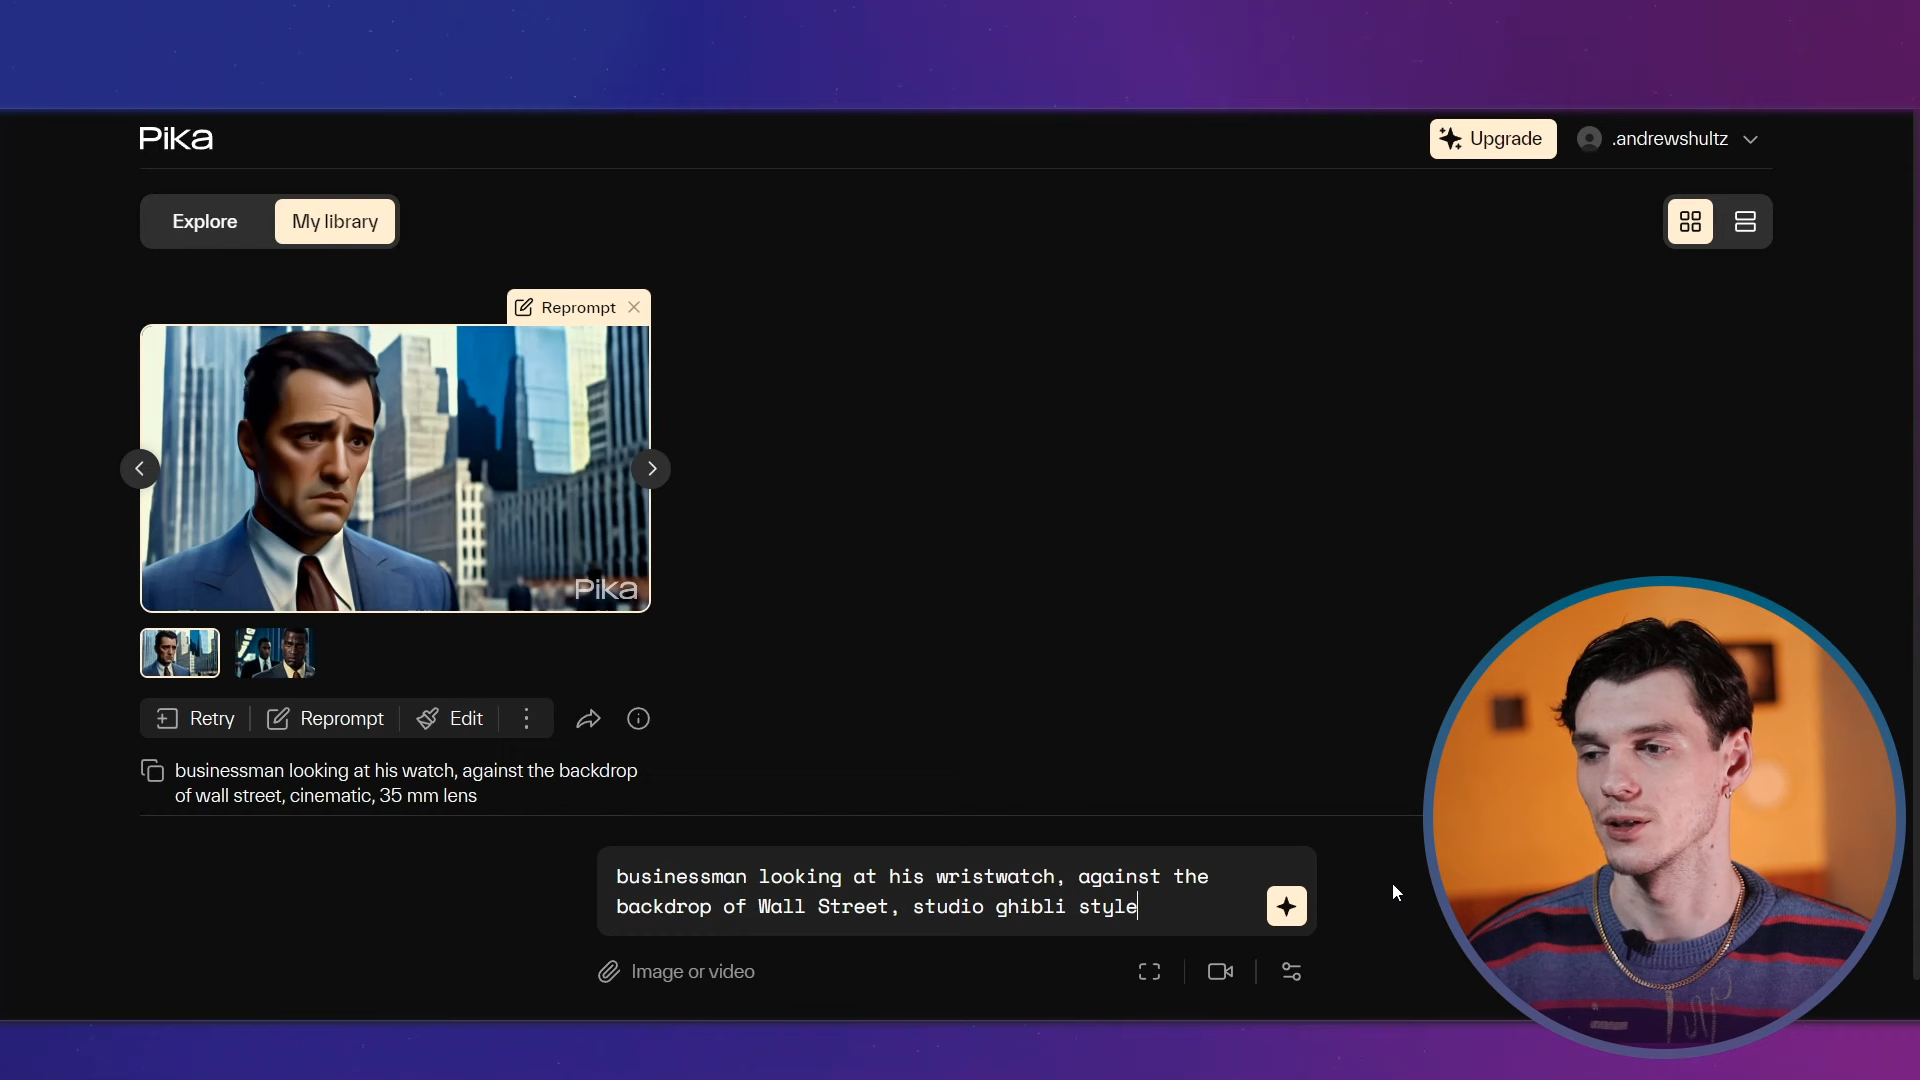 Pika
Upgrade
.andrewshultz
Explore
My library
Reprompt
Pika
Retry
Reprompt
Edit
businessman looking at his watch, against the backdrop
of wall street, cinematic, 35 mm lens
businessman looking at his wristwatch, against the
backdrop of Wall Street, studio ghibli style
Image or video